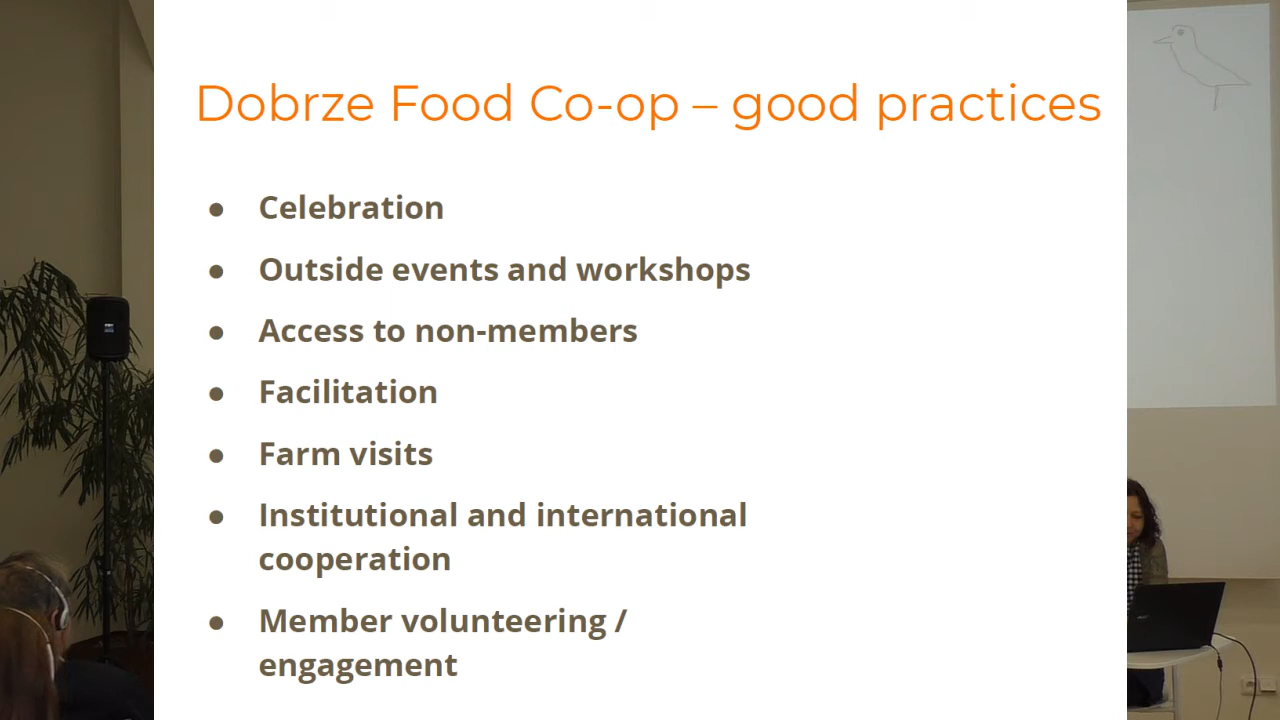 Dobrze Food Co-op – good practices
● Celebration
● Outside events and workshops
● Access to non-members
● Facilitation
● Farm visits
● Institutional and international
cooperation
● Member volunteering /
engagement